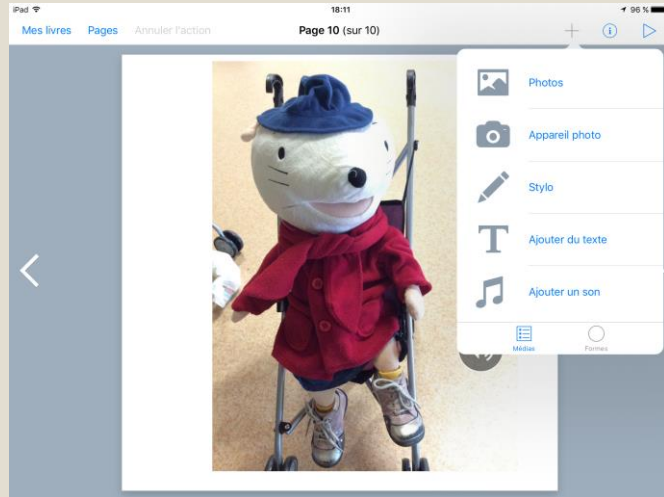 iPad 18:11 96 %
Mes livres Pages Annuler l'action Page 10 (sur 10)
Photos
Appareil photo
Stylo
Ajouter du texte
Ajouter un son
Médias Formes